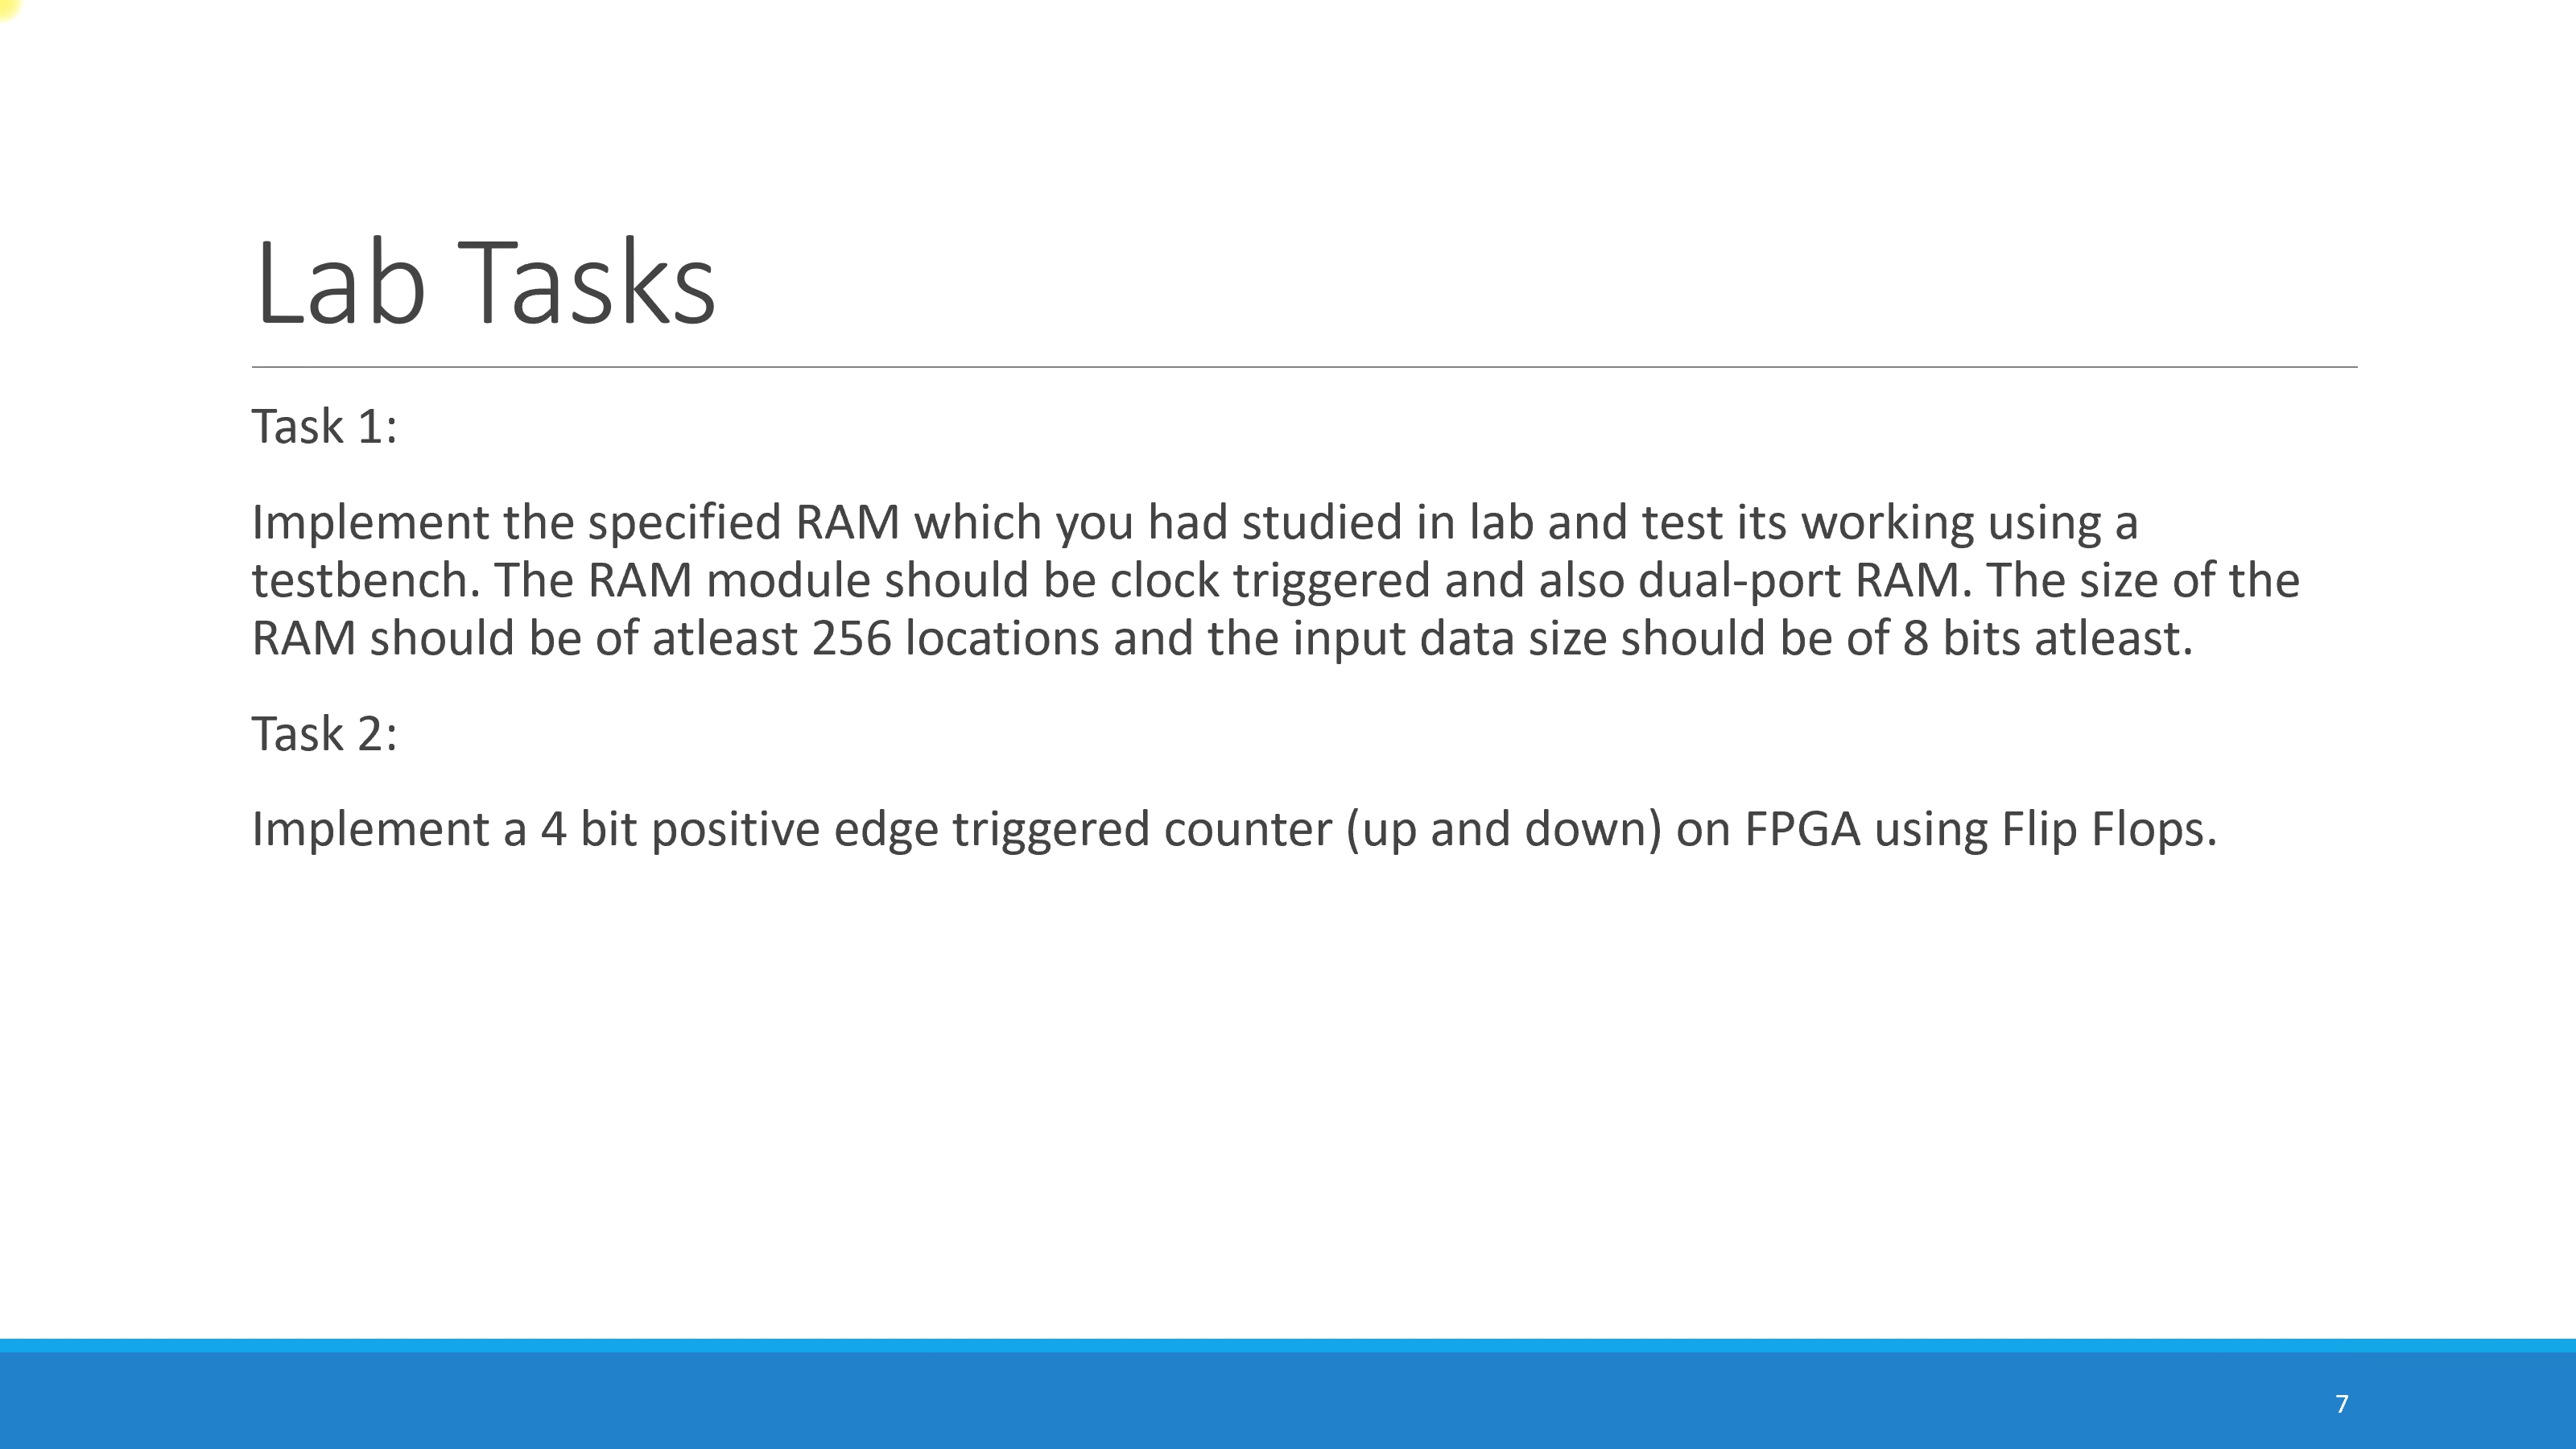 Lab Tasks
Task 1:
Implement the specified RAM which you had studied in lab and test its working using a
testbench. The RAM module should be clock triggered and also dual-port RAM. The size of the
RAM should be of atleast 256 locations and the input data size should be of 8 bits atleast.
Task 2:
Implement a 4 bit positive edge triggered counter (up and down) on FPGA using Flip Flops.
7